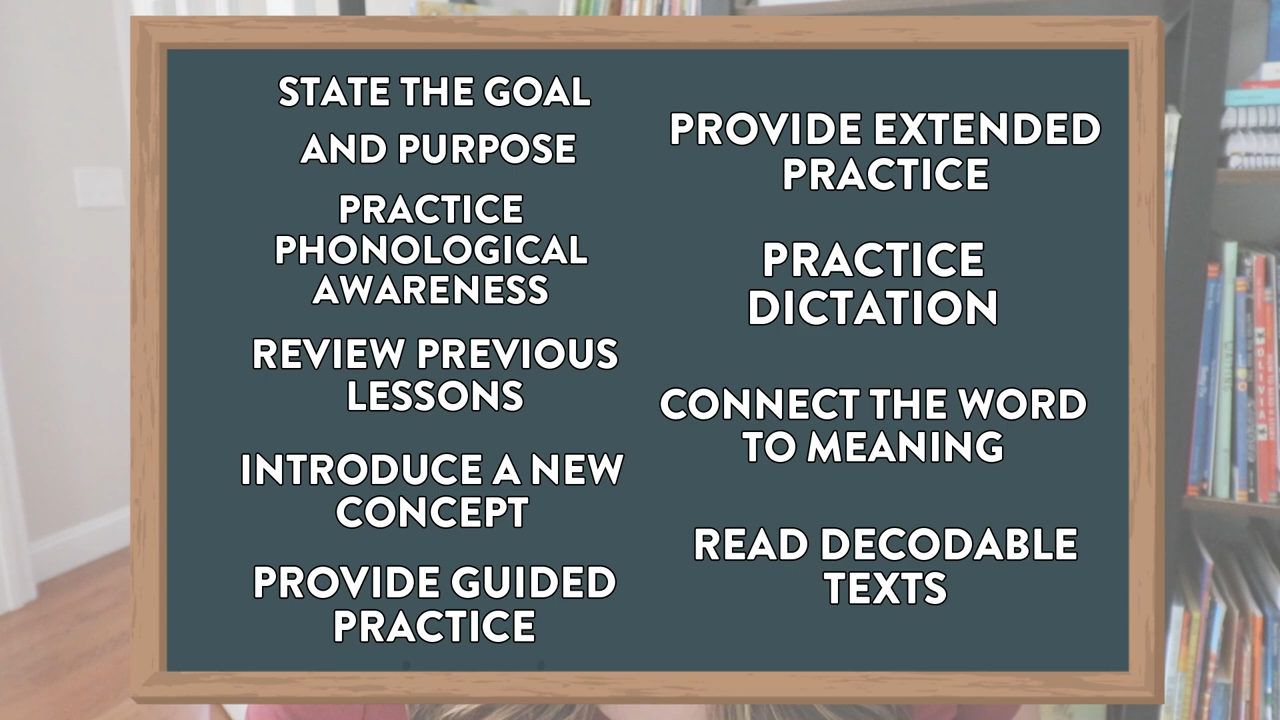 STATE THE GOAL
AND PURPOSE
PRACTICE
PHONOLOGICAL
AWARENESS
REVIEW PREVIOUS
LESSONS
INTRODUCE A NEW
CONCEPT
PROVIDE GUIDED
PRACTICE
PROVIDE EXTENDED
PRACTICE
PRACTICE
DICTATION
CONNECT THE WORD
TO MEANING
READ DECODABLE
TEXTS